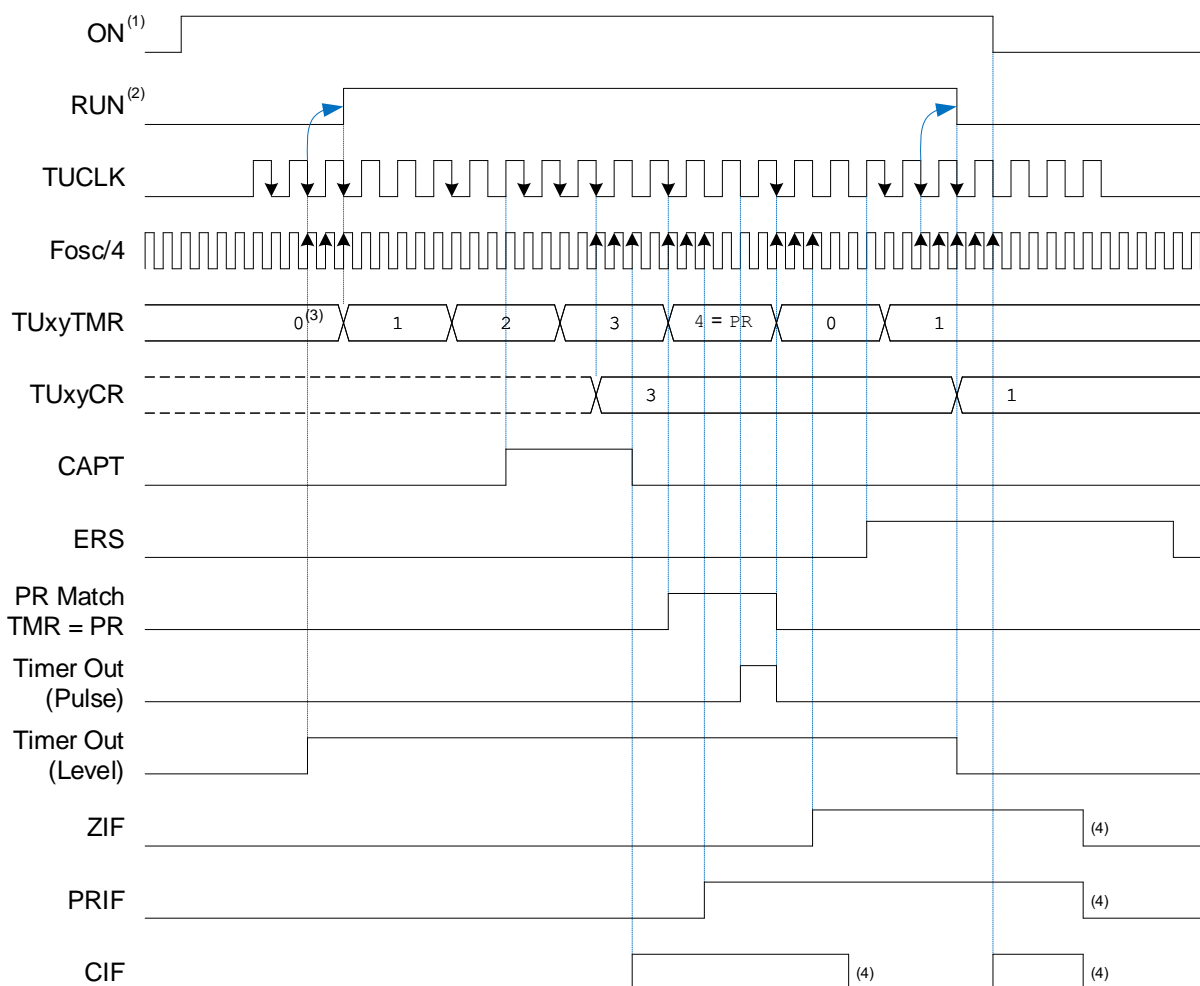 ON(1)
RUN(2)
TUCLK
Fosc/4
TUxyTMR 0(3) 1 2 3 4 = PR 0 1
TUxyCR 3 1
CAPT
ERS
PR Match
TMR = PR
Timer Out
(Pulse)
Timer Out
(Level)
ZIF (4)
PRIF (4)
CIF (4) (4)